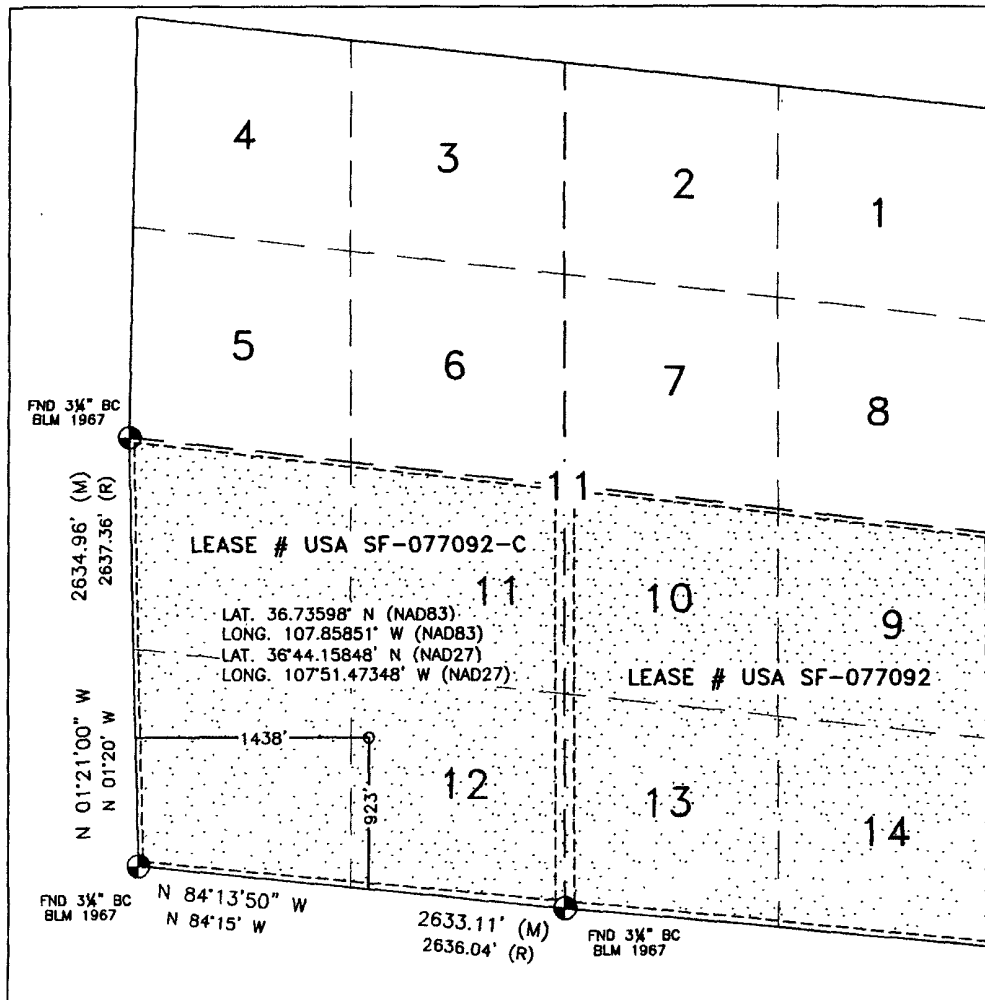 4
3
2
1
5
6
7
8
FND 3¼" BC
BLM 1967
11
2634.96' (M)
2637.36' (R)
LEASE # USA SF-077092-C
11
10
9
LAT. 36.73598° N (NAD83)
LONG. 107.85851° W (NAD83)
LAT. 36°44.15848' N (NAD27)
LONG. 107°51.47348' W (NAD27)
LEASE # USA SF-077092
N 01°21'00" W
N 01°20' W
1438'
923'
12
13
14
FND 3¼" BC
BLM 1967
N 84°13'50" W
N 84°15' W
2633.11' (M)
2636.04' (R)
FND 3¼" BC
BLM 1967